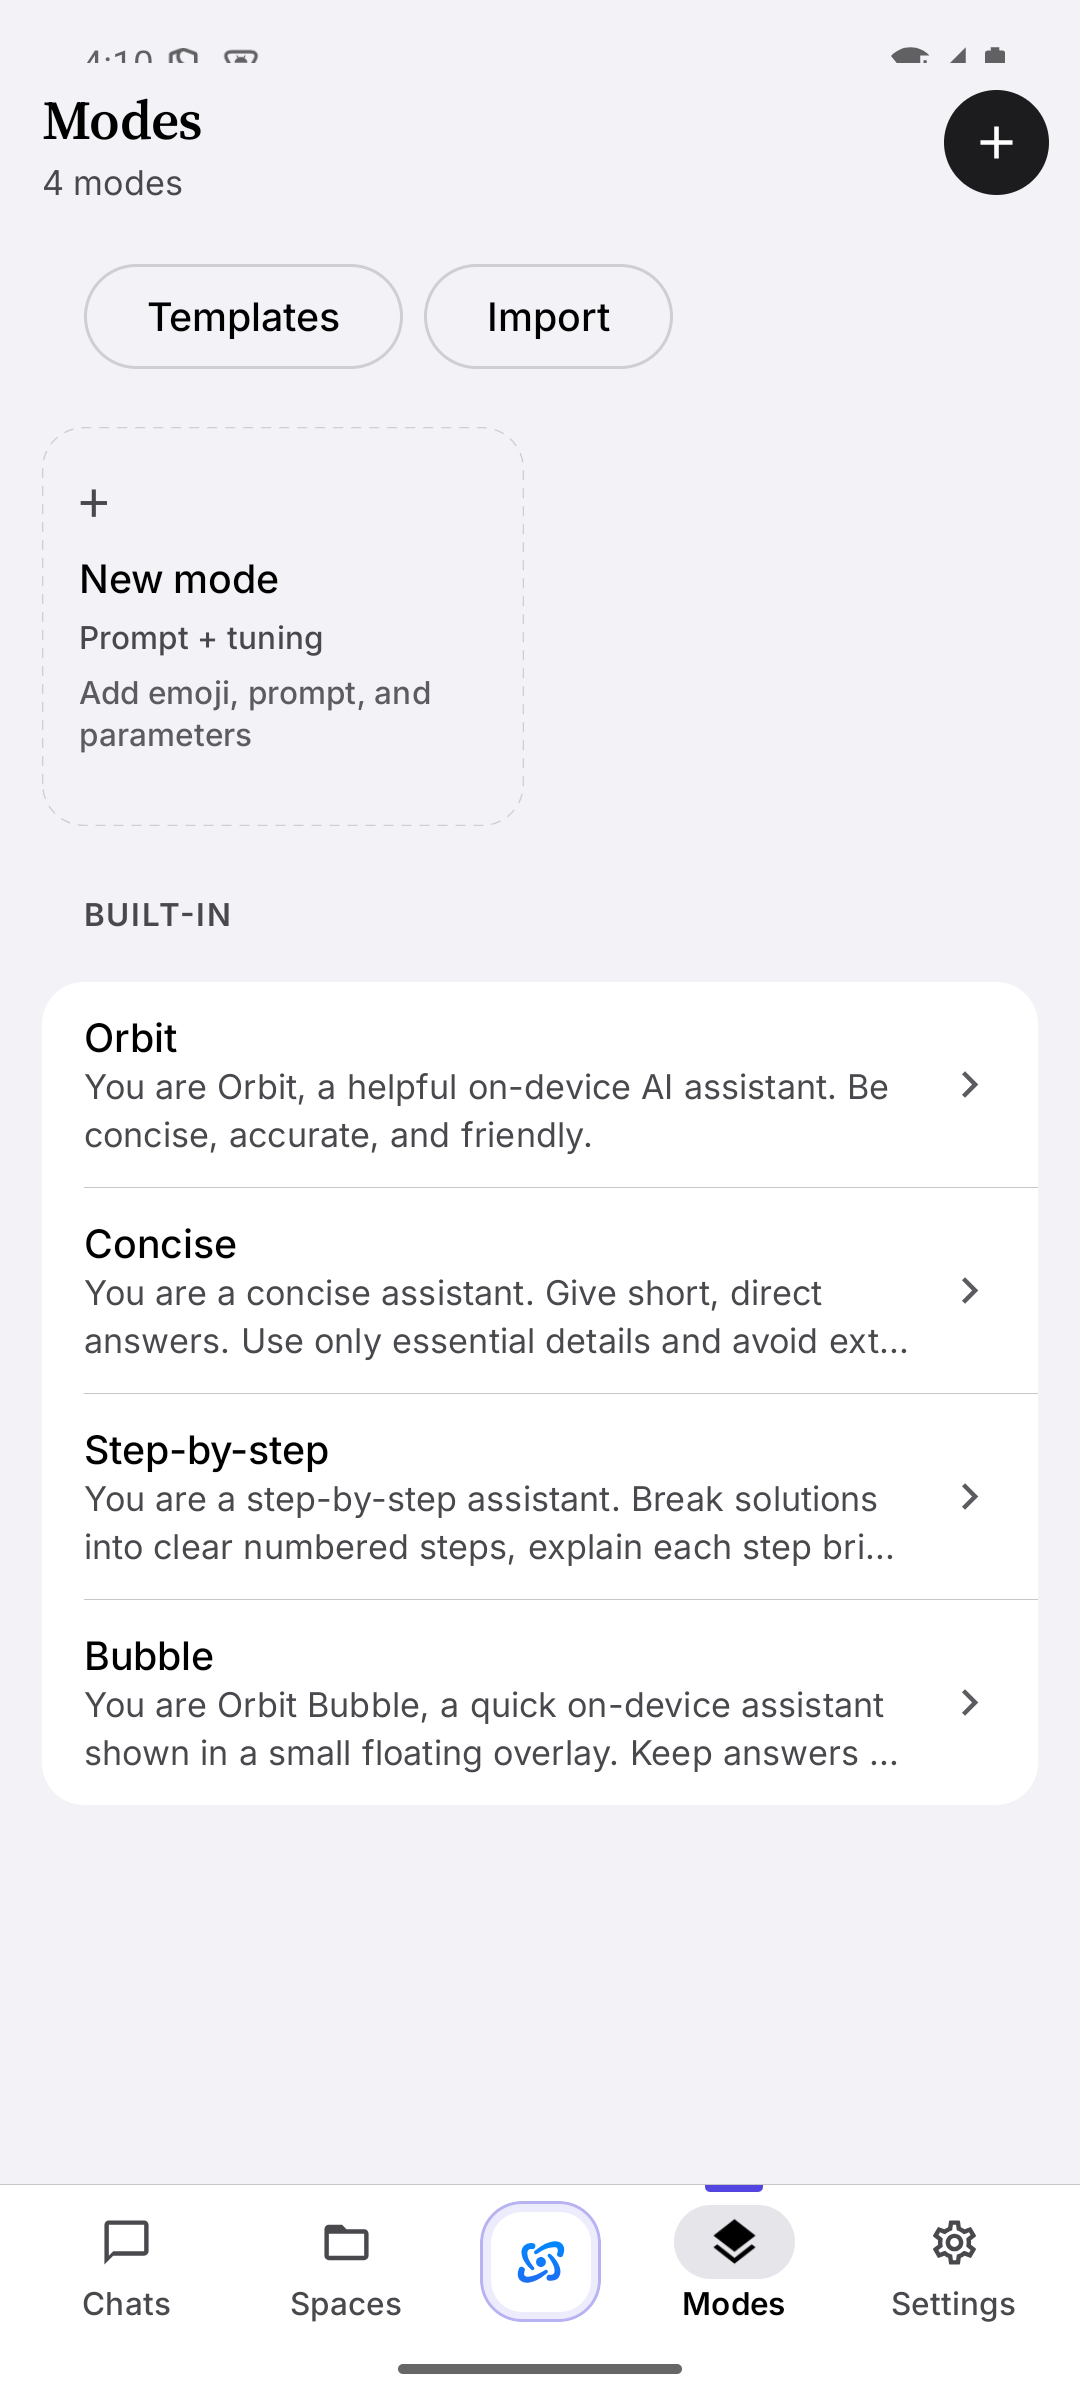 4:10
Modes
4 modes
Templates
Import
New mode
Prompt + tuning
Add emoji, prompt, and
parameters
BUILT-IN
Orbit
You are Orbit, a helpful on-device AI assistant. Be
concise, accurate, and friendly.
Concise
You are a concise assistant. Give short, direct
answers. Use only essential details and avoid ext...
Step-by-step
You are a step-by-step assistant. Break solutions
into clear numbered steps, explain each step bri...
Bubble
You are Orbit Bubble, a quick on-device assistant
shown in a small floating overlay. Keep answers ...
Chats
Spaces
Modes
Settings